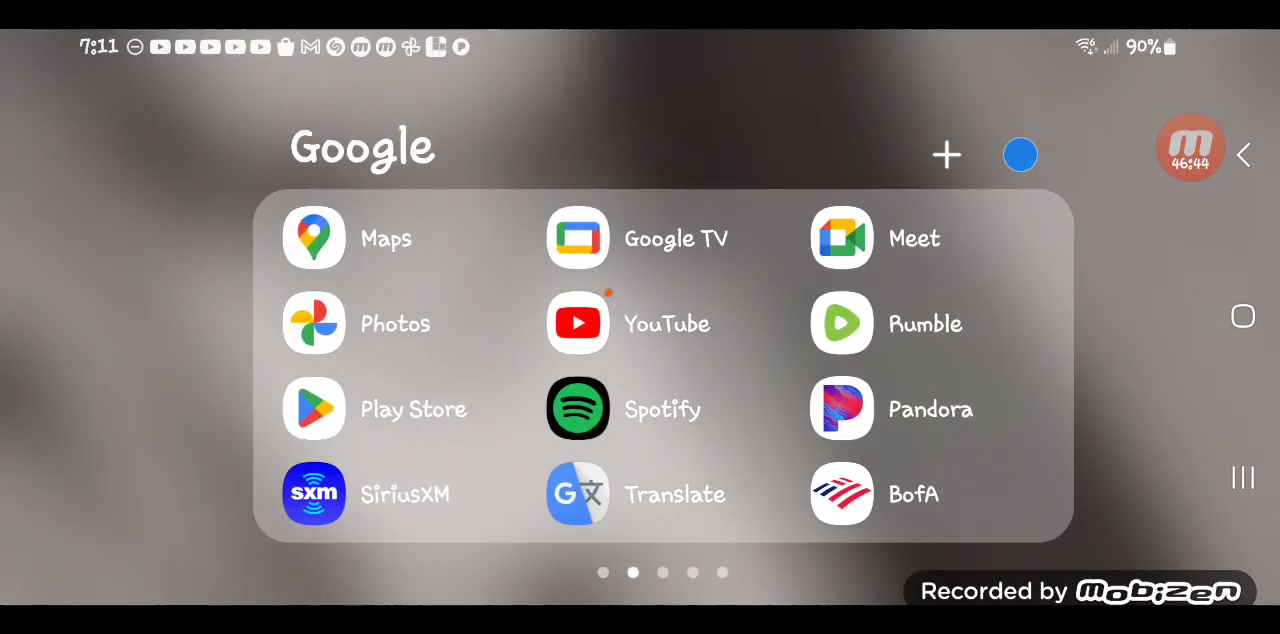 7:11
90%
Google
46:44
Maps
Google TV
Meet
Photos
YouTube
Rumble
Play Store
Spotify
Pandora
sxm
SiriusXM
G
Translate
BofA
Recorded by mobizen